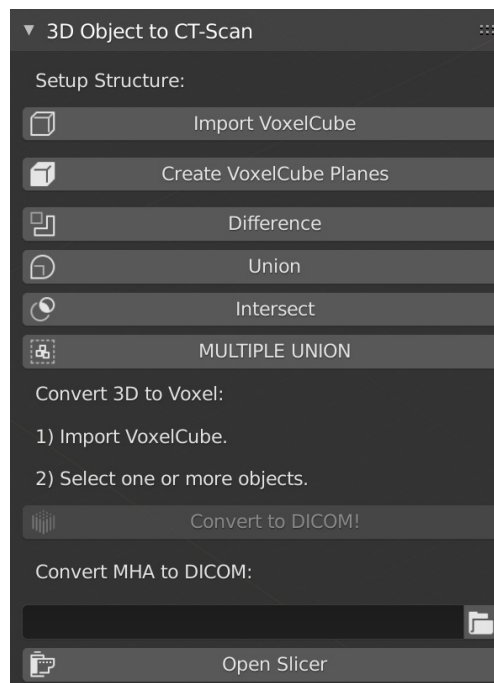 3D Object to CT-Scan
Setup Structure:
Import VoxelCube
Create VoxelCube Planes
Difference
Union
Intersect
MULTIPLE UNION
Convert 3D to Voxel:
1) Import VoxelCube.
2) Select one or more objects.
Convert to DICOM!
Convert MHA to DICOM:
Open Slicer